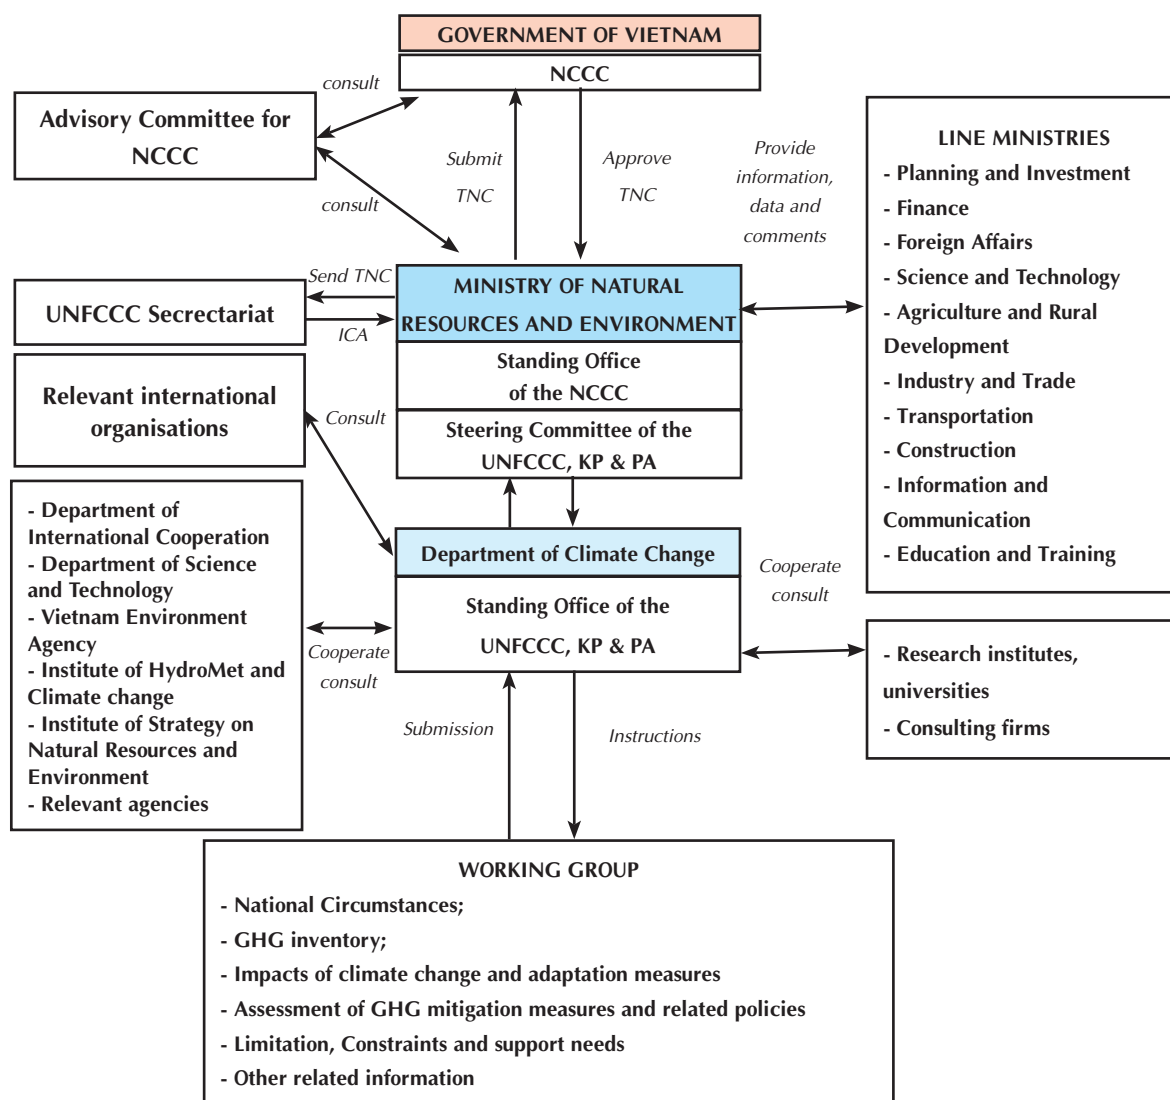 GOVERNMENT OF VIETNAM
NCCC
consult
Advisory Committee for
NCCC
consult
Submit
TNC
Approve
TNC
Provide
information,
data and
comments
LINE MINISTRIES
- Planning and Investment
- Finance
- Foreign Affairs
- Science and Technology
- Agriculture and Rural
Development
- Industry and Trade
- Transportation
- Construction
- Information and
Communication
- Education and Training
Send TNC
UNFCCC Secrectariat
ICA
MINISTRY OF NATURAL
RESOURCES AND ENVIRONMENT
Standing Office
of the NCCC
Steering Committee of the
UNFCCC, KP & PA
Relevant international
organisations
Consult
- Department of
International Cooperation
- Department of Science
and Technology
- Vietnam Environment
Agency
- Institute of HydroMet and
Climate change
- Institute of Strategy on
Natural Resources and
Environment
- Relevant agencies
Cooperate
consult
Department of Climate Change
Standing Office of the
UNFCCC, KP & PA
Cooperate
consult
- Research institutes,
universities
- Consulting firms
Submission
Instructions
WORKING GROUP
- National Circumstances;
- GHG inventory;
- Impacts of climate change and adaptation measures
- Assessment of GHG mitigation measures and related policies
- Limitation, Constraints and support needs
- Other related information